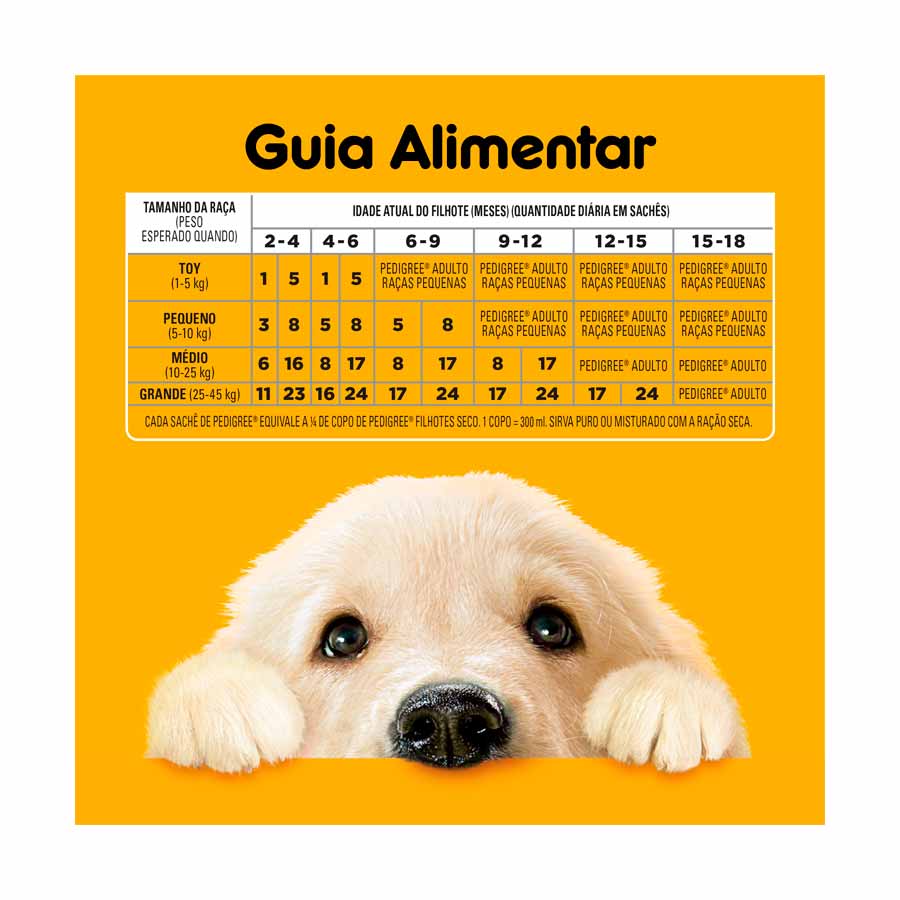 Guia Alimentar
TAMANHO DA RAÇA
(PESO
ESPERADO QUANDO)
IDADE ATUAL DO FILHOTE (MESES) (QUANTIDADE DIÁRIA EM SACHÊS)
2-4 4-6 6-9 9-12 12-15 15-18
TOY
(1-5 kg)
1 5 1 5 PEDIGREE® ADULTO RAÇAS PEQUENAS PEDIGREE® ADULTO RAÇAS PEQUENAS PEDIGREE® ADULTO RAÇAS PEQUENAS PEDIGREE® ADULTO RAÇAS PEQUENAS
PEQUENO
(5-10 kg)
3 8 5 8 5 8 PEDIGREE® ADULTO RAÇAS PEQUENAS PEDIGREE® ADULTO RAÇAS PEQUENAS PEDIGREE® ADULTO RAÇAS PEQUENAS
MÉDIO
(10-25 kg)
6 16 8 17 8 17 8 17 PEDIGREE® ADULTO PEDIGREE® ADULTO
GRANDE (25-45 kg) 11 23 16 24 17 24 17 24 17 24 PEDIGREE® ADULTO
CADA SACHÊ DE PEDIGREE® EQUIVALE A ¼ DE COPO DE PEDIGREE® FILHOTES SECO. 1 COPO = 300 ml. SIRVA PURO OU MISTURADO COM A RAÇÃO SECA.